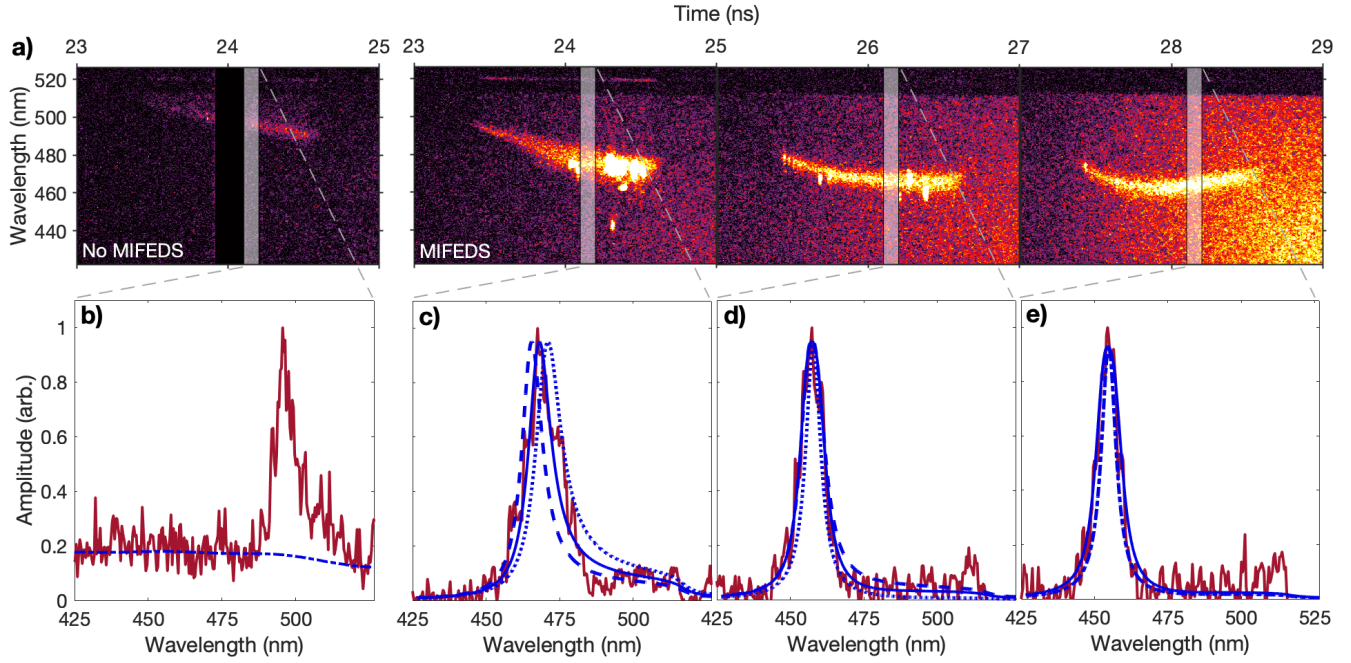 Time (ns)
a)
23 24 25 23 24 25 26 27 28 29
Wavelength (nm)
520
500
480
460
440
No MIFEDS
MIFEDS
b)
c)
d)
e)
Amplitude (arb.)
1
0.8
0.6
0.4
0.2
0
425 450 475 500 425 450 475 500 425 450 475 500 425 450 475 500 525
Wavelength (nm) Wavelength (nm) Wavelength (nm) Wavelength (nm)